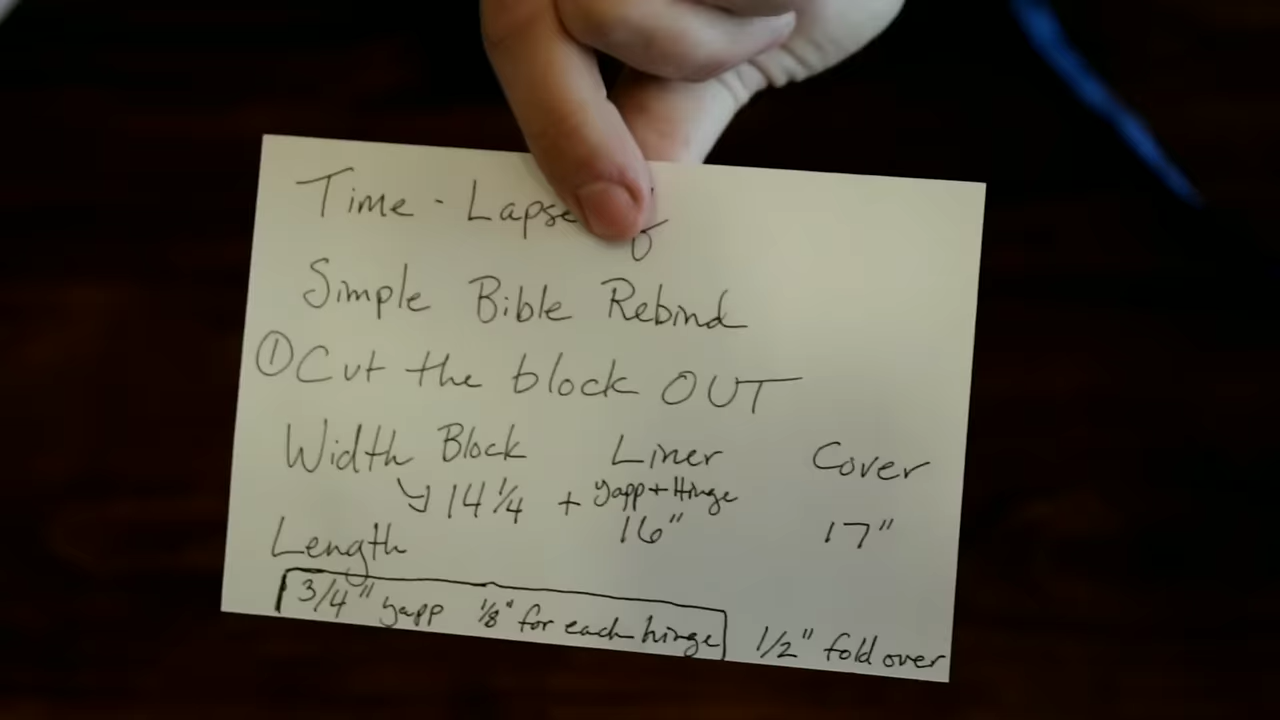 Time - Lapse of
Simple Bible Rebind
① Cut the block OUT
Width Block Liner Cover
↘ 14 1/4 + yapp + Hinge
16" 17"
Length
3/4" yapp 1/8" for each hinge 1/2" fold over